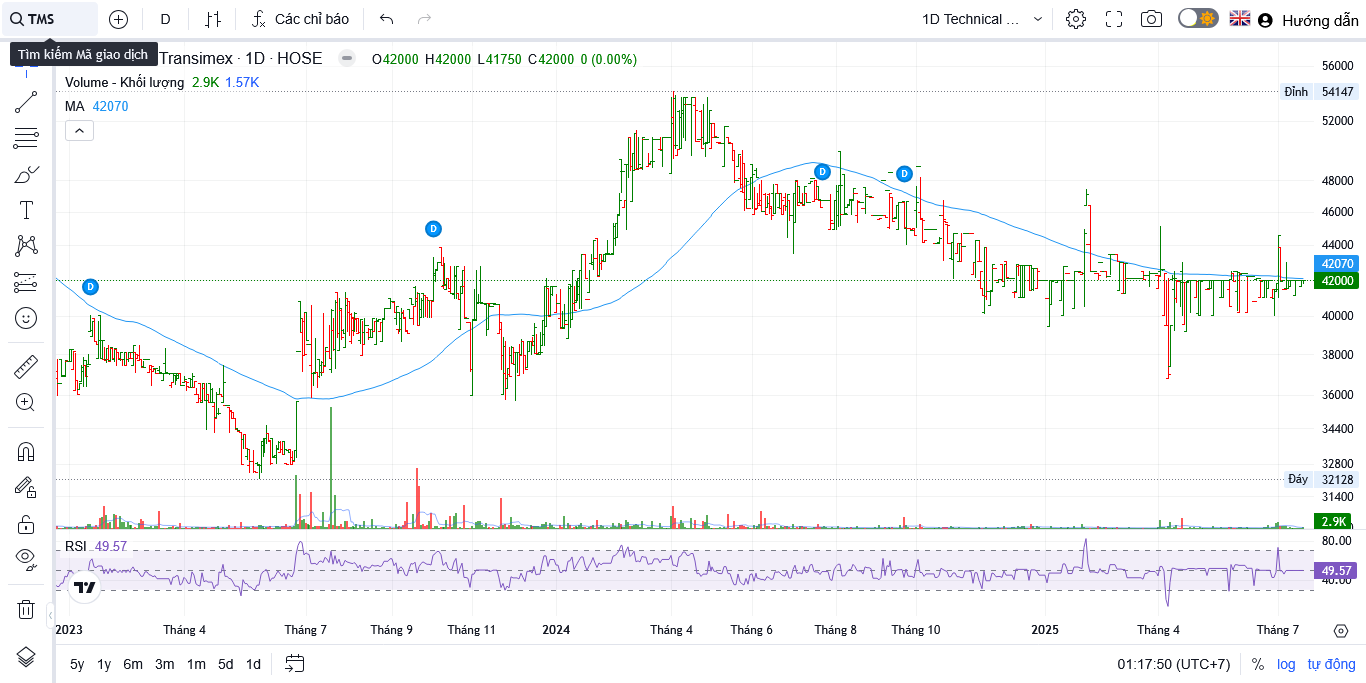 TMS
D
Các chỉ báo
1D Technical ...
Hướng dẫn
Tìm kiếm Mã giao dịch
Transimex · 1D · HOSE
O42000 H42000 L41750 C42000 0 (0.00%)
Volume - Khối lượng 2.9K 1.57K
MA 42070
56000
Đỉnh 54147
52000
D
D
48000
46000
D
44000
42070
D
42000
40000
38000
36000
34400
32800
Đáy 32128
31400
2.9K
RSI 49.57
80.00
49.57
40.00
2023
Tháng 4
Tháng 7
Tháng 9
Tháng 11
2024
Tháng 4
Tháng 6
Tháng 8
Tháng 10
2025
Tháng 4
Tháng 7
5y 1y 6m 3m 1m 5d 1d
01:17:50 (UTC+7)
% log tự động